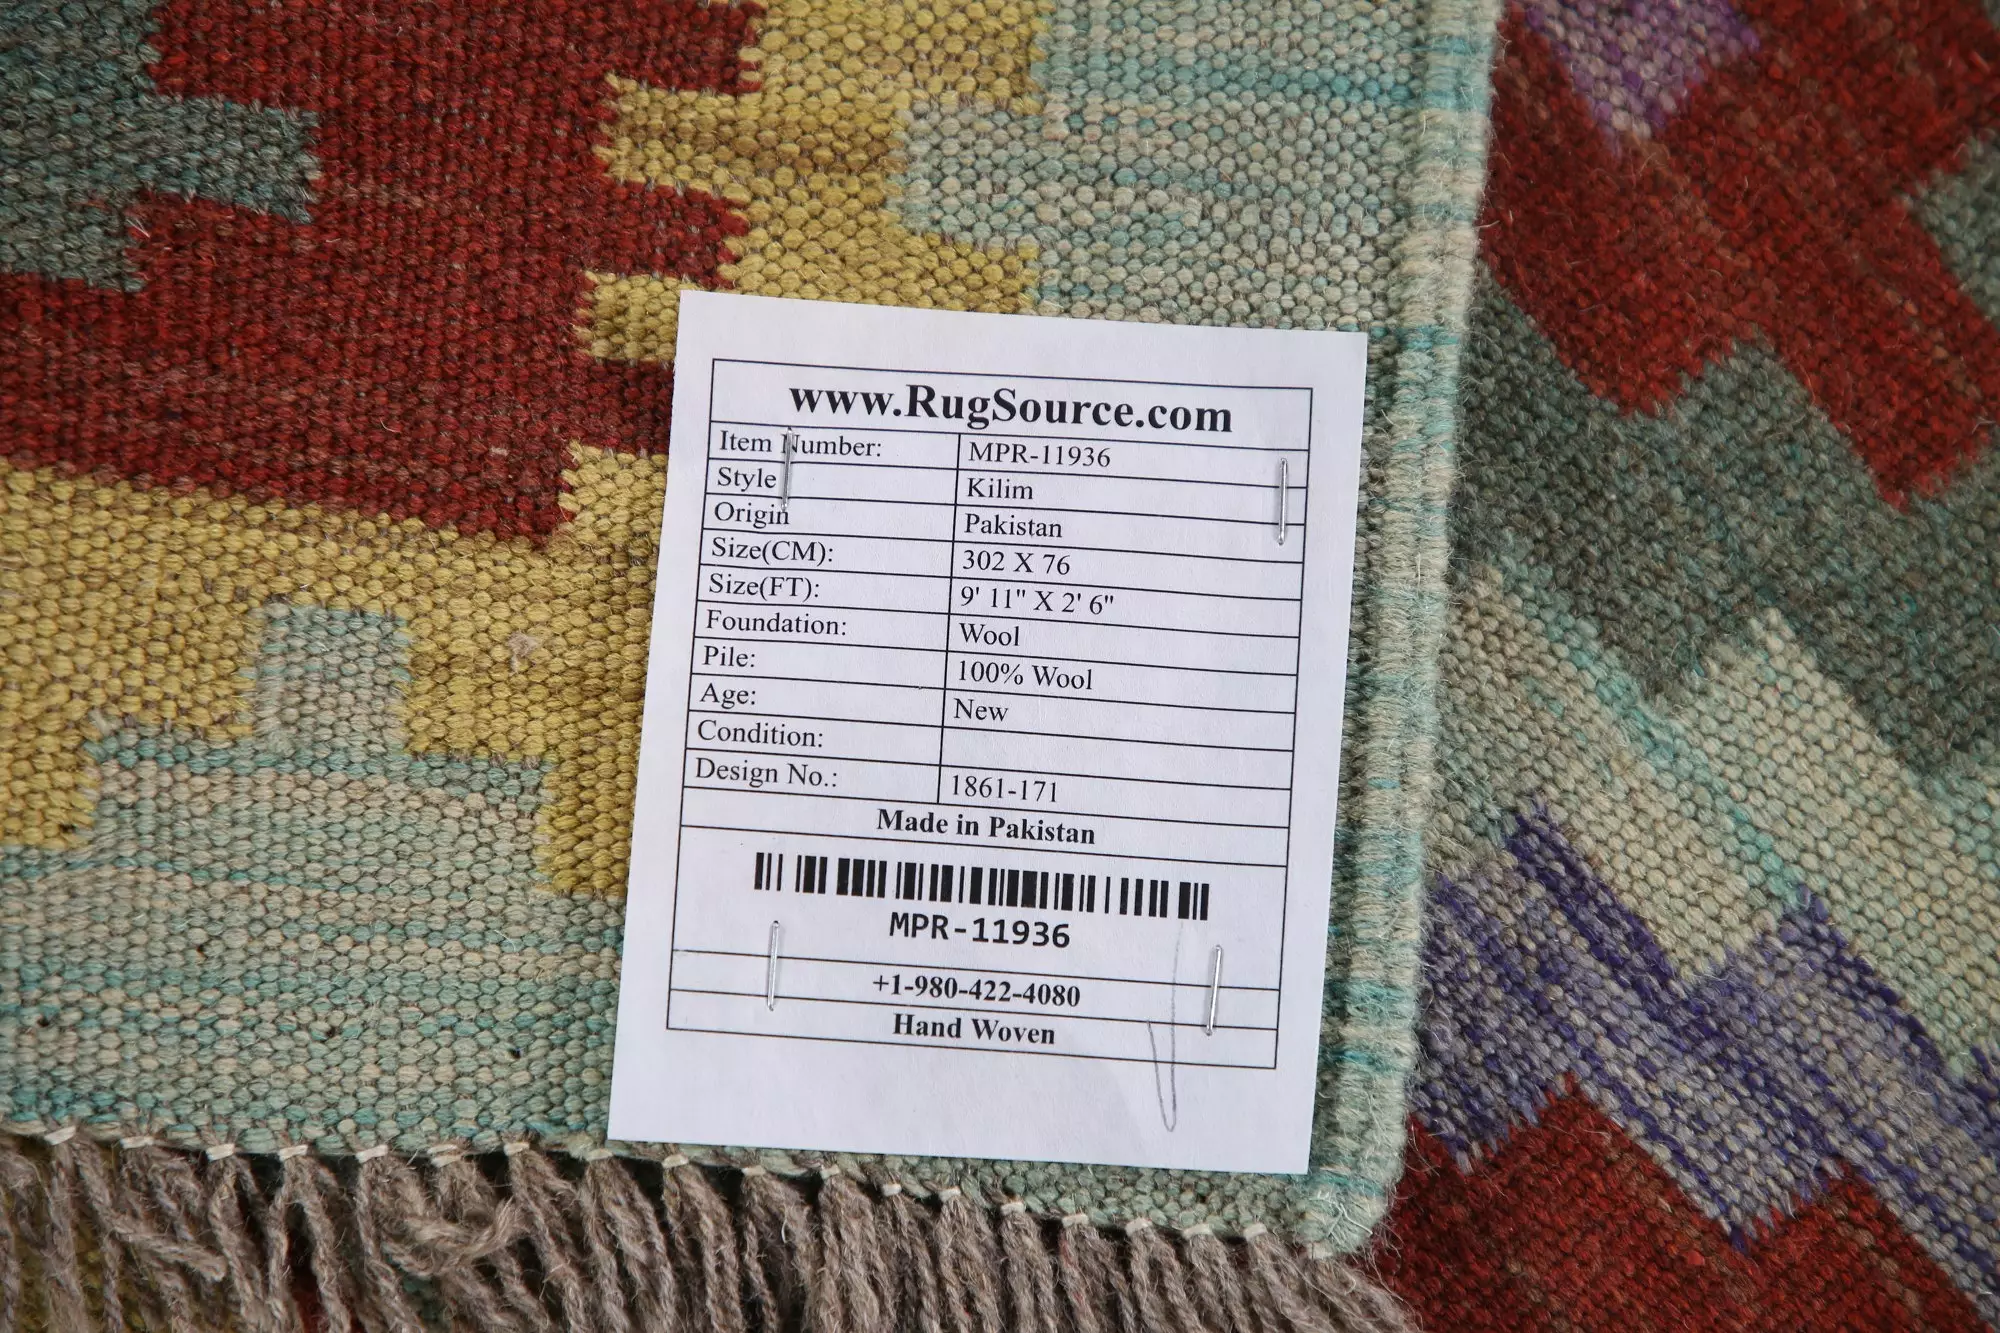 www.RugSource.com
Item Number: MPR-11936
Style Kilim
Origin Pakistan
Size(CM): 302 X 76
Size(FT): 9' 11" X 2' 6"
Foundation: Wool
Pile: 100% Wool
Age: New
Condition:
Design No.: 1861-171
Made in Pakistan
MPR-11936
+1-980-422-4080
Hand Woven